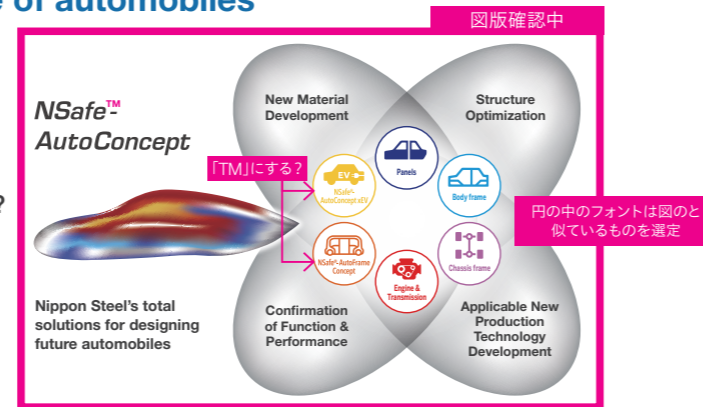 e of automobiles
図版確認中
NSafe™-
AutoConcept
New Material
Development
Structure
Optimization
「TM」にする?
?
EV
NSafe®-
AutoConcept xEV
Panels
Body frame
円の中のフォントは図のと
似ているものを選定
NSafe®-AutoFrame
Concept
Engine &
Transmission
Chassis frame
Nippon Steel's total
solutions for designing
future automobiles
Confirmation
of Function &
Performance
Applicable New
Production
Technology
Development